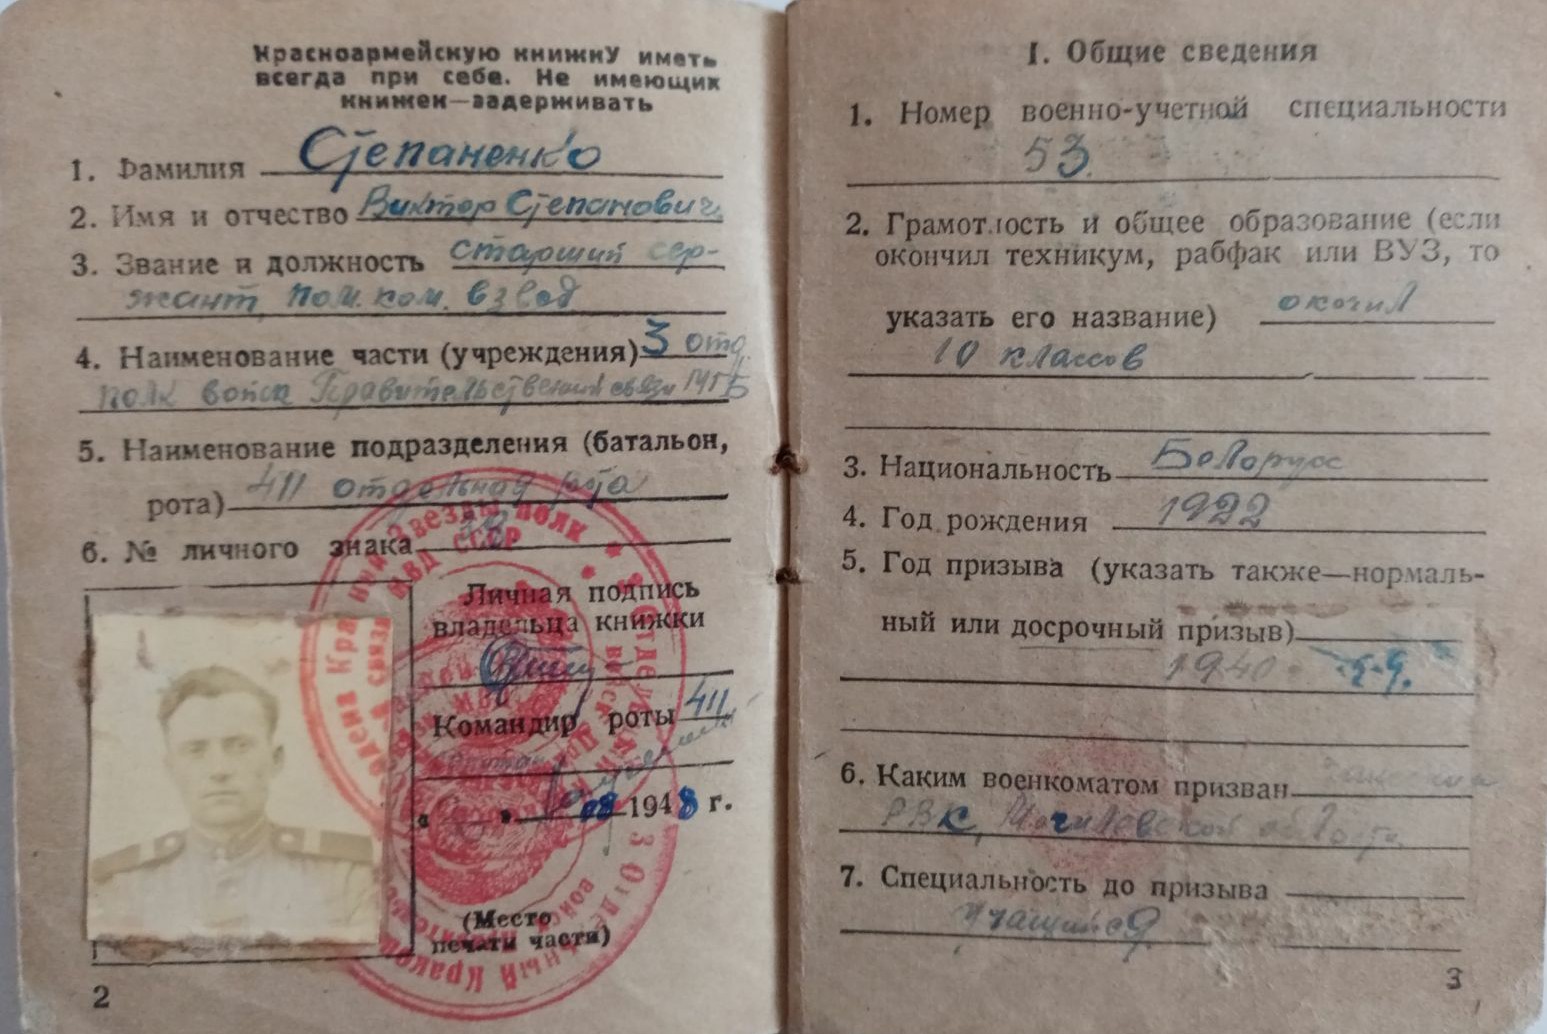 Красноармейскую книжку иметь
всегда при себе. Не имеющих
книжек—задерживать
1. Фамилия Степаненко
2. Имя и отчество Виктор Степанович
3. Звание и должность старший сер-
жант, пом. ком. взвод
4. Наименование части (учреждения) 3 отд.
полк войск Правительственной связи МГБ
5. Наименование подразделения (батальон,
рота) 411 отдельная рота
6. № личного знака
Личная подпись
владельца книжки
Командир роты 411
08 1948 г.
(Место
печати части)
2
I. Общие сведения
1. Номер военно-учетной специальности
53
2. Грамотность и общее образование (если
окончил техникум, рабфак или ВУЗ, то
указать его название) окочил
10 классов
3. Национальность Белорус
4. Год рождения 1922
5. Год призыва (указать также—нормаль-
ный или досрочный призыв)
1940
6. Каким военкоматом призван
РВК, Могилевской области
7. Специальность до призыва
учащийся
3